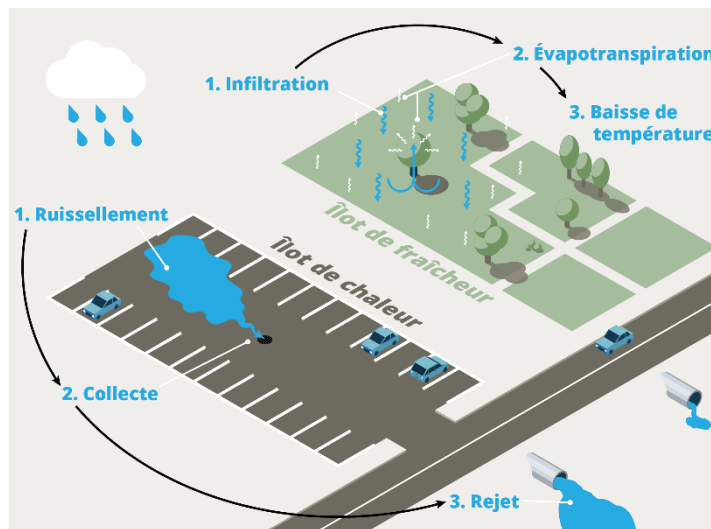 1. Infiltration
2. Évapotranspiration
3. Baisse de
température
îlot de fraîcheur
1. Ruissellement
îlot de chaleur
2. Collecte
3. Rejet